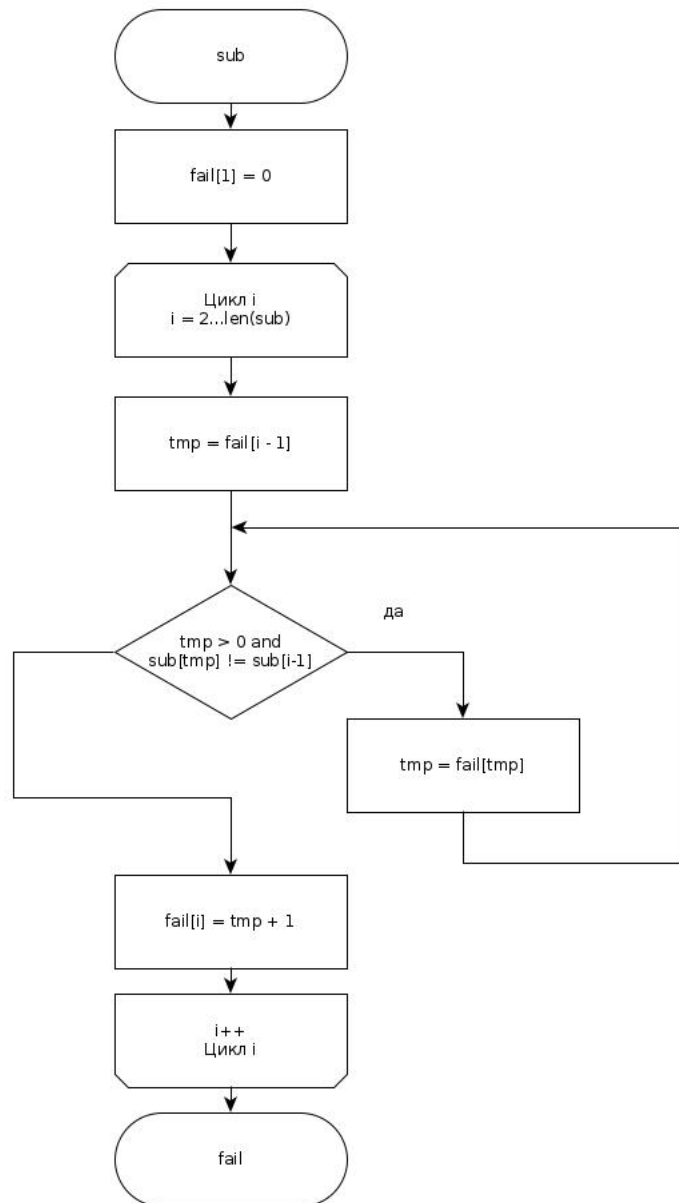 sub
fail[1] = 0
Цикл i
i = 2...len(sub)
tmp = fail[i - 1]
tmp > 0 and
sub[tmp] != sub[i-1]
да
tmp = fail[tmp]
fail[i] = tmp + 1
i++
Цикл i
fail